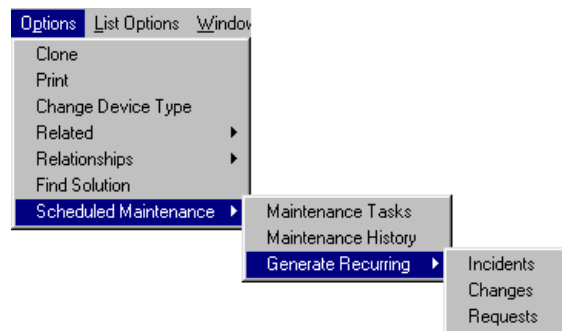 Options List Options Window
Clone
Print
Change Device Type
Related
Relationships
Find Solution
Scheduled Maintenance
Maintenance Tasks
Maintenance History
Generate Recurring
Incidents
Changes
Requests